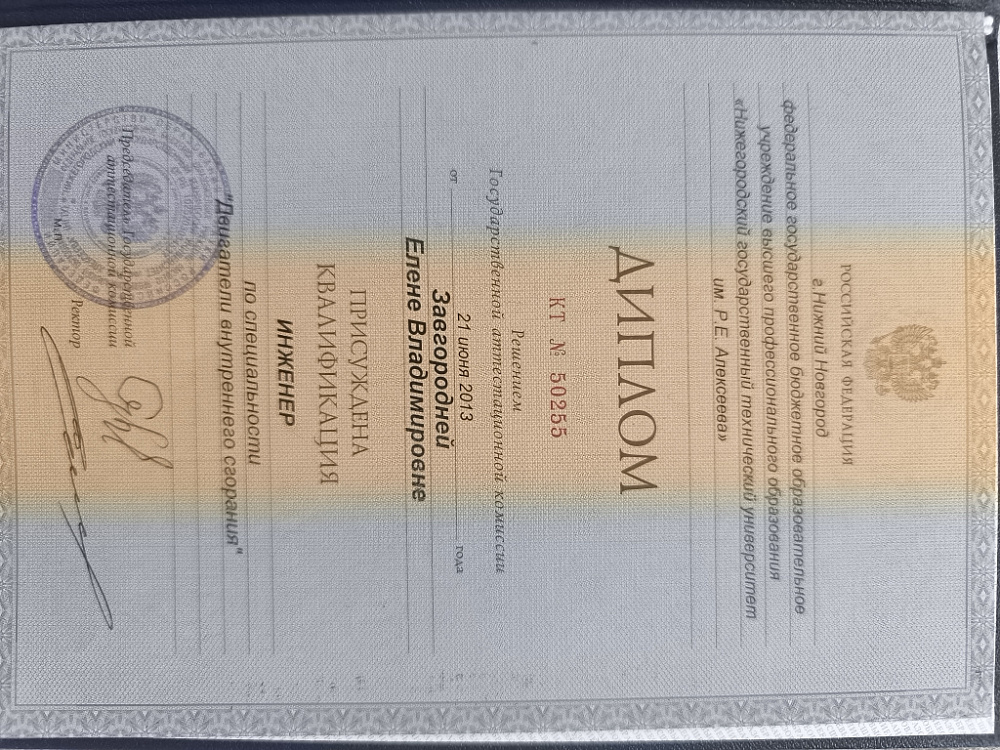 РОССИЙСКАЯ ФЕДЕРАЦИЯ
г.Нижний Новгород
федеральное государственное бюджетное образовательное
учреждение высшего профессионального образования
«Нижегородский государственный технический университет
им. Р.Е. Алексеева»
ДИПЛОМ
КТ № 50255
Решением
Государственной аттестационной комиссии
от 21 июня 2013 года
Завгородней
Елене Владимировне
ПРИСУЖДЕНА
КВАЛИФИКАЦИЯ
ИНЖЕНЕР
по специальности
"Двигатели внутреннего сгорания"
Председатель Государственной
аттестационной комиссии
Ректор
М.П.